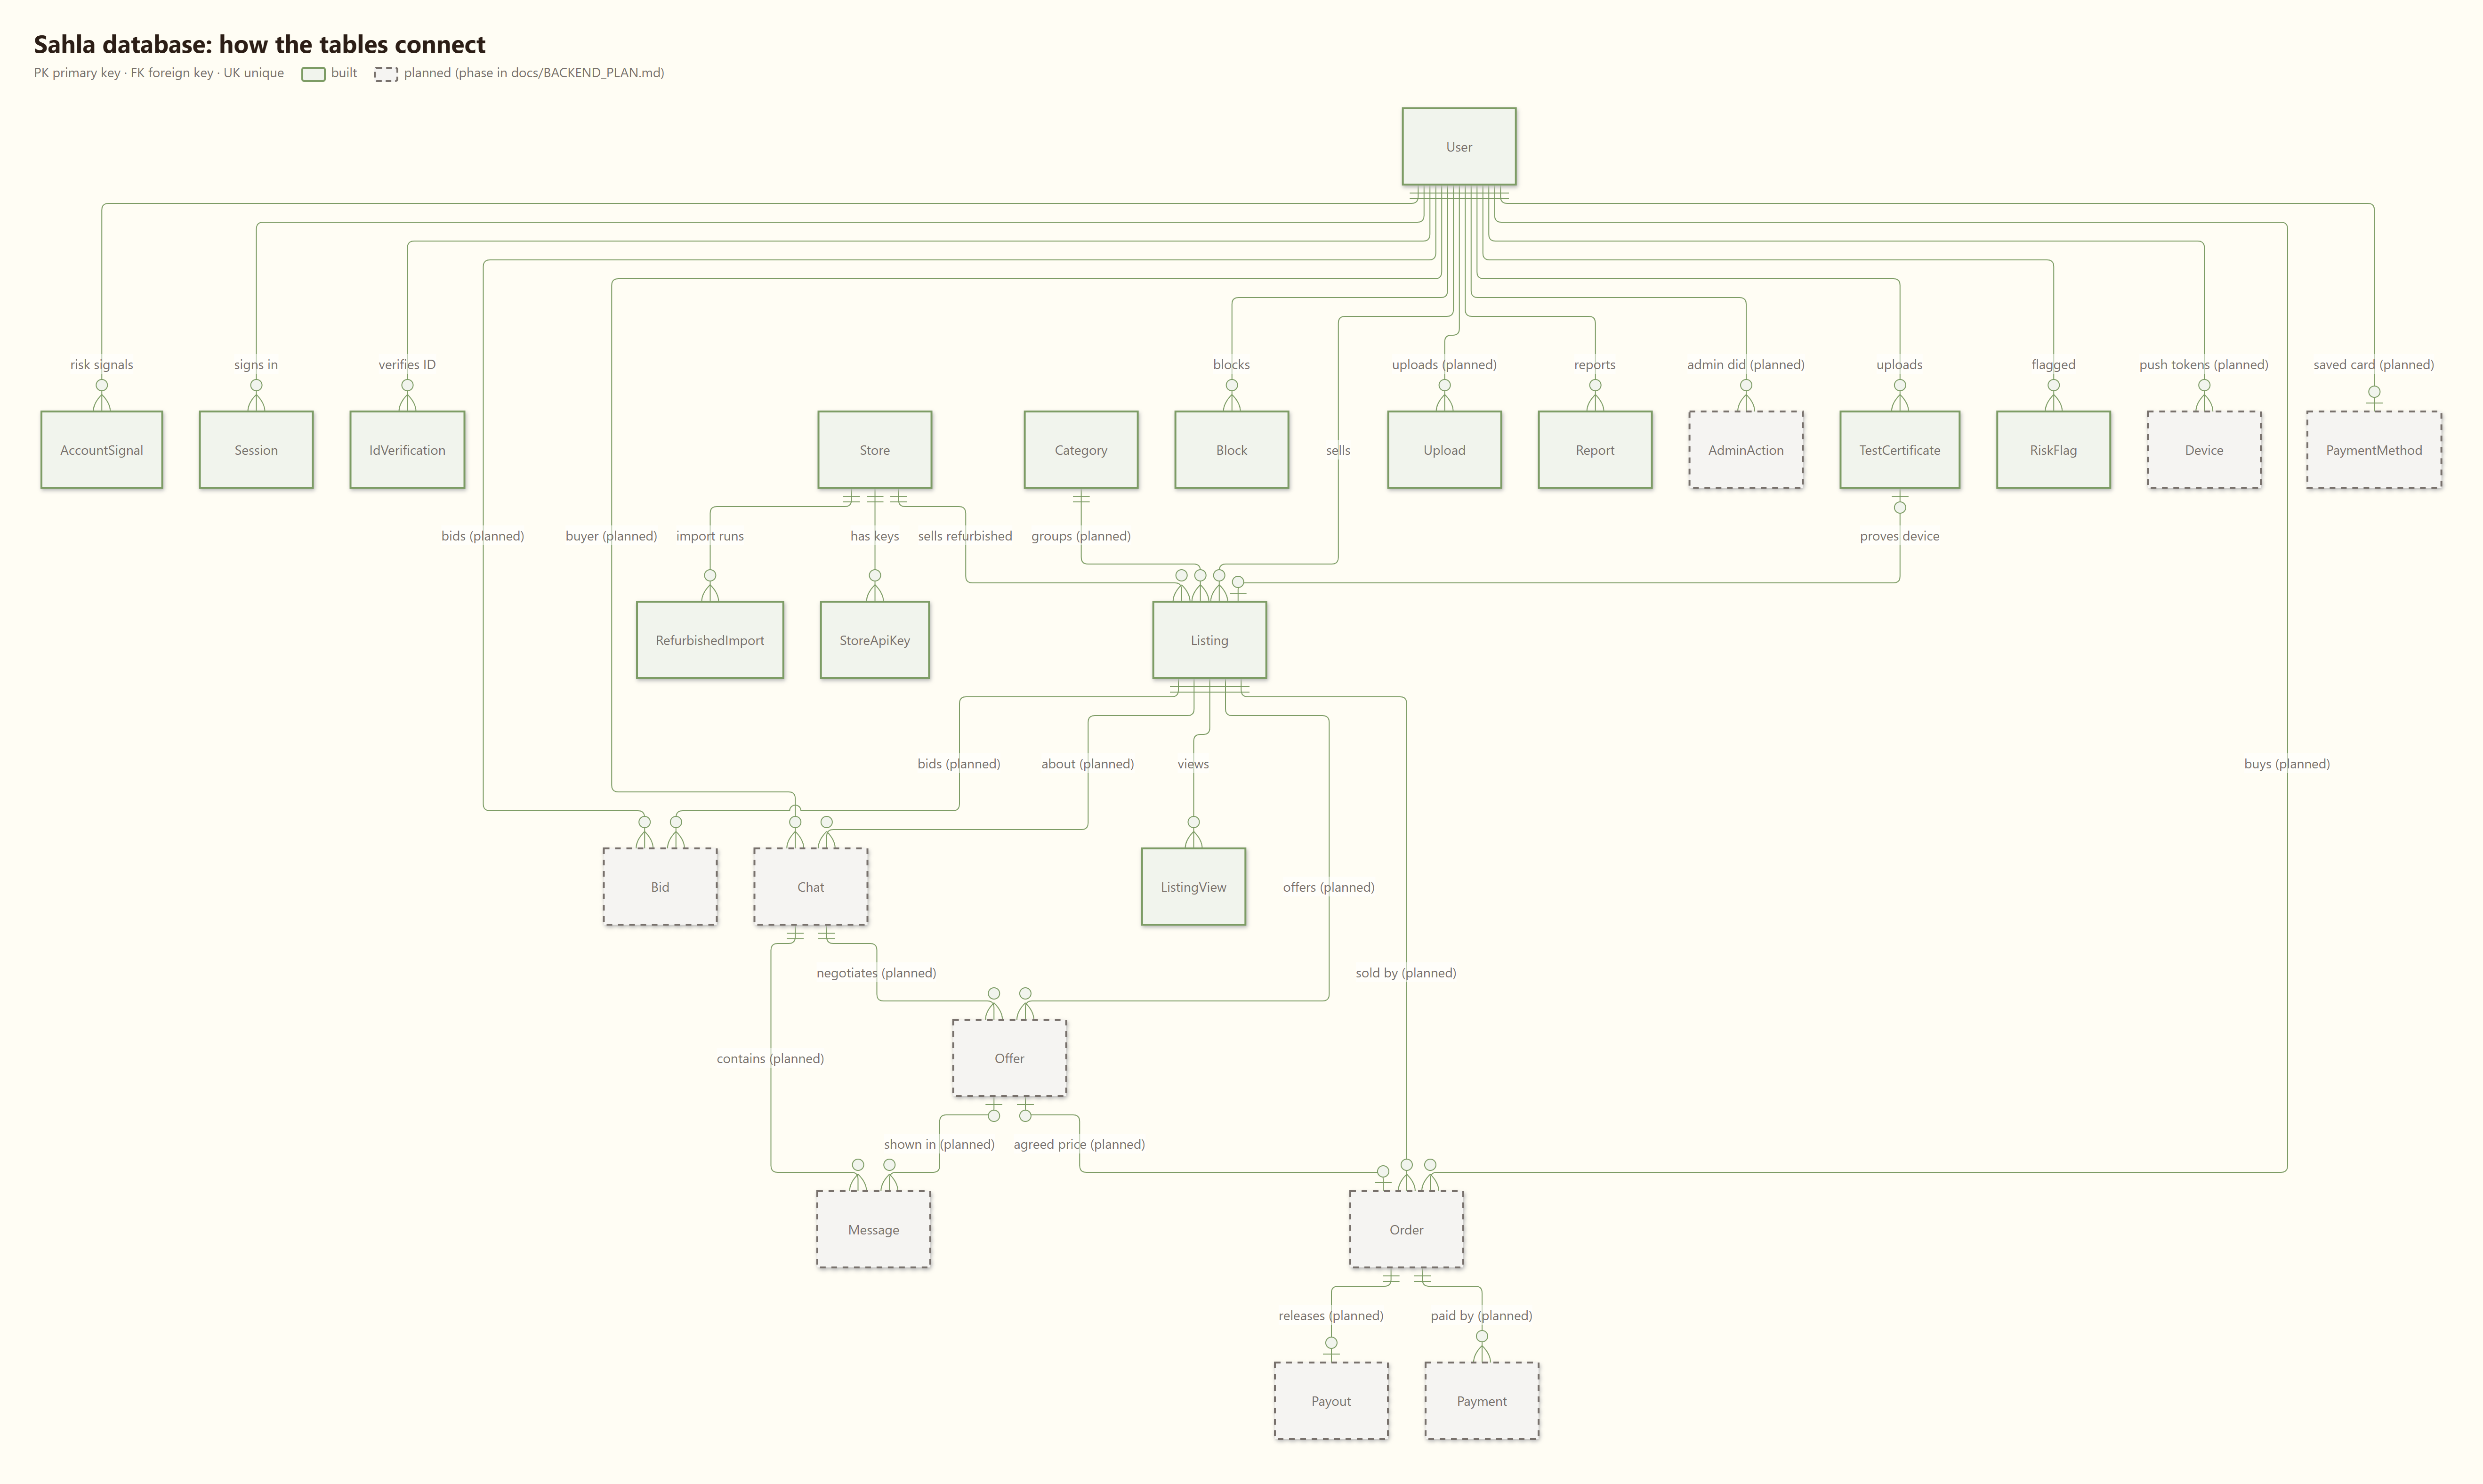 Sahla database: how the tables connect
PK primary key · FK foreign key · UK unique built planned (phase in docs/BACKEND_PLAN.md)
User
risk signals signs in verifies ID blocks uploads (planned) reports admin did (planned) uploads flagged push tokens (planned) saved card (planned)
AccountSignal Session IdVerification Store Category Block sells Upload Report AdminAction TestCertificate RiskFlag Device PaymentMethod
bids (planned) buyer (planned) import runs has keys sells refurbished groups (planned) proves device
RefurbishedImport StoreApiKey Listing
bids (planned) about (planned) views buys (planned)
Bid Chat ListingView offers (planned)
negotiates (planned) sold by (planned)
contains (planned) Offer
shown in (planned) agreed price (planned)
Message Order
releases (planned) paid by (planned)
Payout Payment